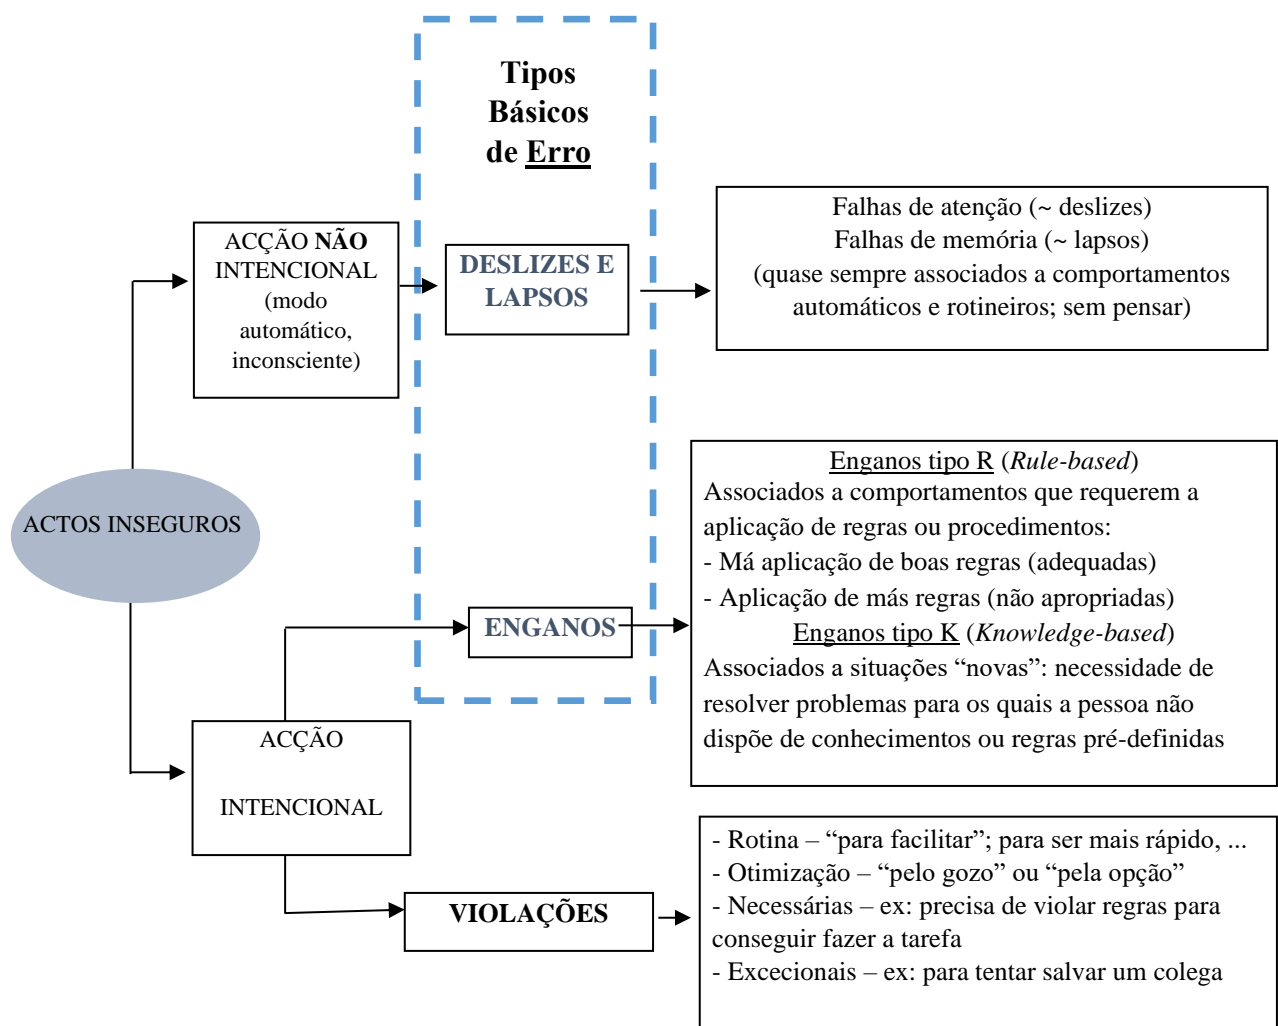 Tipos
Básicos
de Erro
ACÇÃO NÃO
INTENCIONAL
(modo
automático,
inconsciente)
DESLIZES E
LAPSOS
Falhas de atenção (~ deslizes)
Falhas de memória (~ lapsos)
(quase sempre associados a comportamentos
automáticos e rotineiros; sem pensar)
ACTOS INSEGUROS
Enganos tipo R (Rule-based)
Associados a comportamentos que requerem a
aplicação de regras ou procedimentos:
- Má aplicação de boas regras (adequadas)
- Aplicação de más regras (não apropriadas)
Enganos tipo K (Knowledge-based)
Associados a situações “novas”: necessidade de
resolver problemas para os quais a pessoa não
dispõe de conhecimentos ou regras pré-definidas
ENGANOS
ACÇÃO
INTENCIONAL
VIOLAÇÕES
- Rotina – “para facilitar”; para ser mais rápido, ...
- Otimização – “pelo gozo” ou “pela opção”
- Necessárias – ex: precisa de violar regras para
conseguir fazer a tarefa
- Excecionais – ex: para tentar salvar um colega